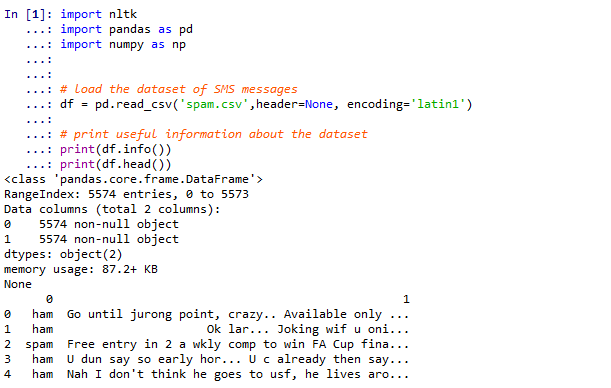 In [1]: import nltk
   ...: import pandas as pd
   ...: import numpy as np
   ...:
   ...:
   ...: # load the dataset of SMS messages
   ...: df = pd.read_csv('spam.csv',header=None, encoding='latin1')
   ...:
   ...: # print useful information about the dataset
   ...: print(df.info())
   ...: print(df.head())
<class 'pandas.core.frame.DataFrame'>
RangeIndex: 5574 entries, 0 to 5573
Data columns (total 2 columns):
0    5574 non-null object
1    5574 non-null object
dtypes: object(2)
memory usage: 87.2+ KB
None
      0                                                  1
0   ham  Go until jurong point, crazy.. Available only ...
1   ham                      Ok lar... Joking wif u oni...
2  spam  Free entry in 2 a wkly comp to win FA Cup fina...
3   ham  U dun say so early hor... U c already then say...
4   ham  Nah I don't think he goes to usf, he lives aro...